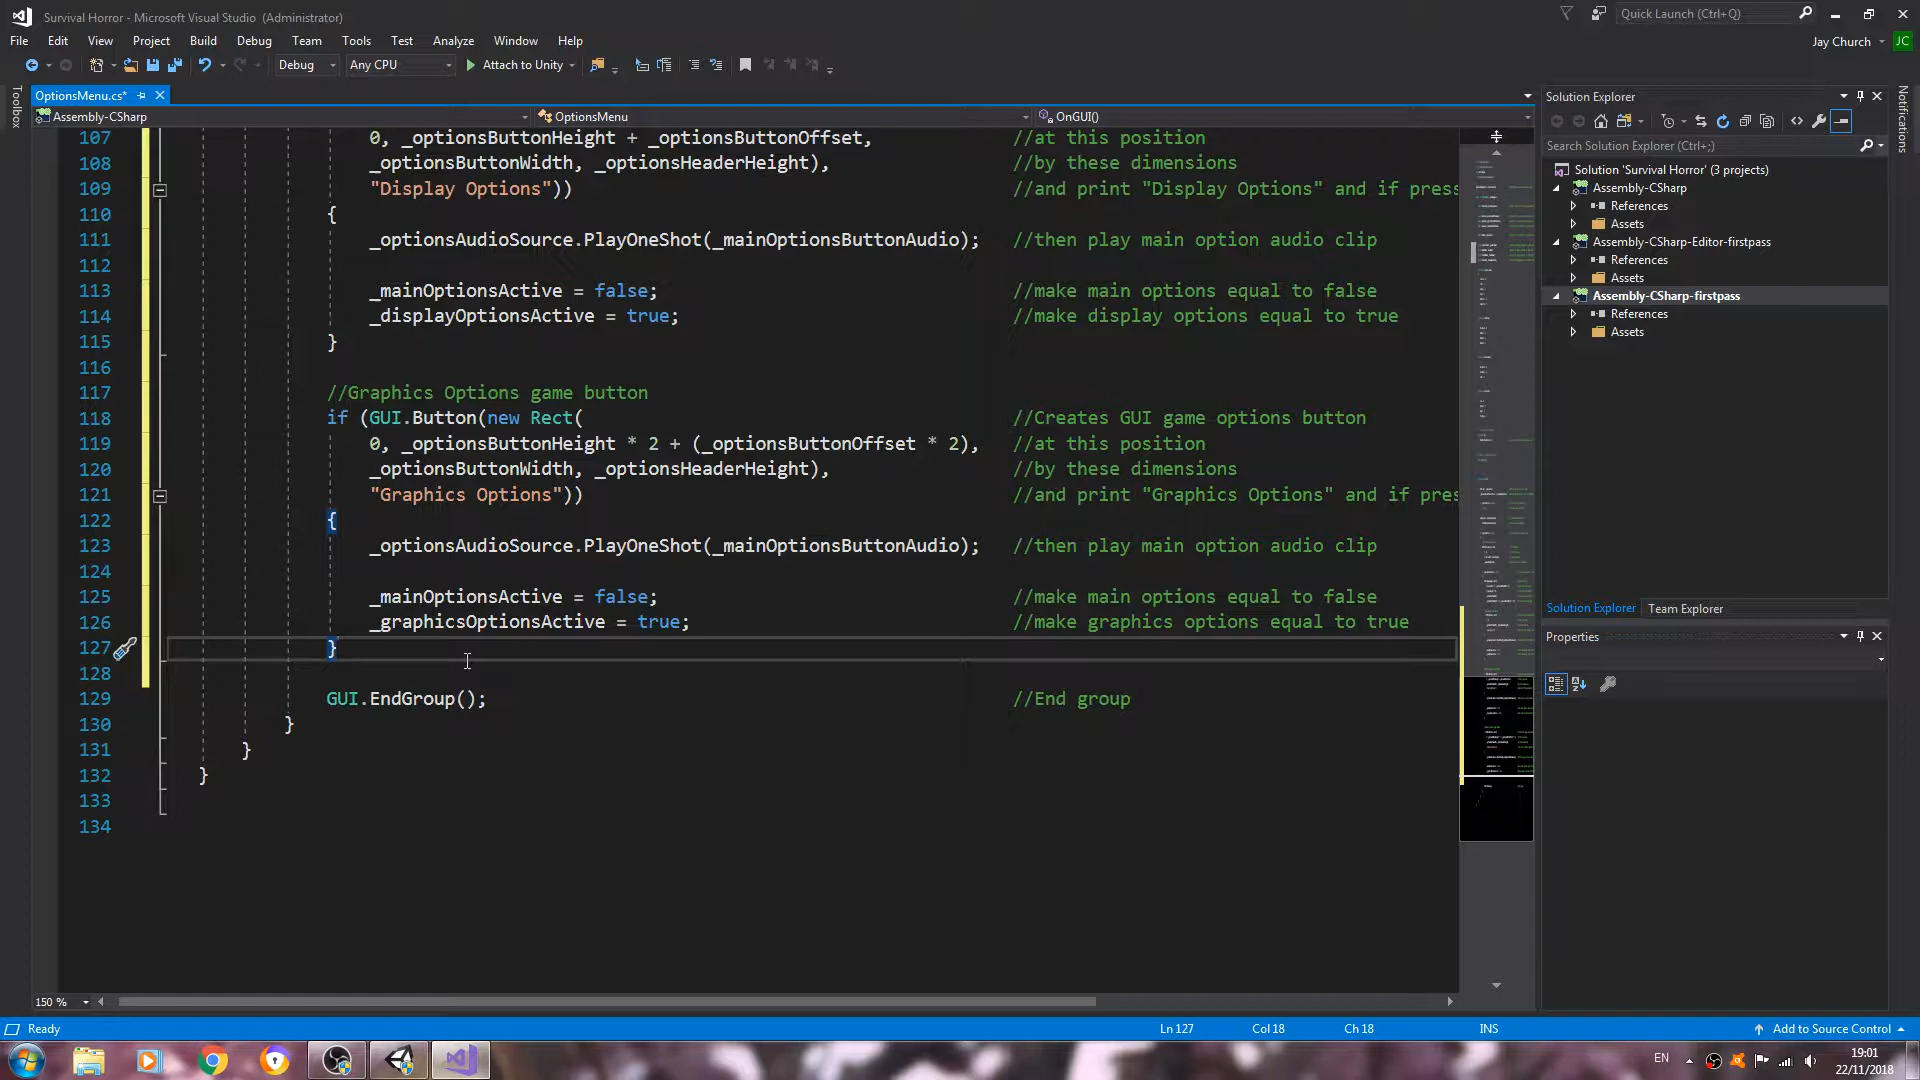 Survival Horror - Microsoft Visual Studio (Administrator)
Quick Launch (Ctrl+Q)
File Edit View Project Build Debug Team Tools Test Analyze Window Help
Jay Church JC
Debug Any CPU Attach to Unity
Toolbox
OptionsMenu.cs*
Assembly-CSharp OptionsMenu OnGUI()
107 0, _optionsButtonHeight + _optionsButtonOffset, //at this position
108 _optionsButtonWidth, _optionsHeaderHeight), //by these dimensions
109 "Display Options")) //and print "Display Options" and if pres
110 {
111 _optionsAudioSource.PlayOneShot(_mainOptionsButtonAudio); //then play main option audio clip
112
113 _mainOptionsActive = false; //make main options equal to false
114 _displayOptionsActive = true; //make display options equal to true
115 }
116
117 //Graphics Options game button
118 if (GUI.Button(new Rect( //Creates GUI game options button
119 0, _optionsButtonHeight * 2 + (_optionsButtonOffset * 2), //at this position
120 _optionsButtonWidth, _optionsHeaderHeight), //by these dimensions
121 "Graphics Options")) //and print "Graphics Options" and if pres
122 {
123 _optionsAudioSource.PlayOneShot(_mainOptionsButtonAudio); //then play main option audio clip
124
125 _mainOptionsActive = false; //make main options equal to false
126 _graphicsOptionsActive = true; //make graphics options equal to true
127 }
128
129 GUI.EndGroup(); //End group
130 }
131 }
132 }
133
134
150 %
Solution Explorer
Search Solution Explorer (Ctrl+;)
Solution 'Survival Horror' (3 projects)
Assembly-CSharp
References
Assets
Assembly-CSharp-Editor-firstpass
References
Assets
Assembly-CSharp-firstpass
References
Assets
Solution Explorer Team Explorer
Properties
Notifications
Ready Ln 127 Col 18 Ch 18 INS Add to Source Control
EN 19:01
22/11/2018